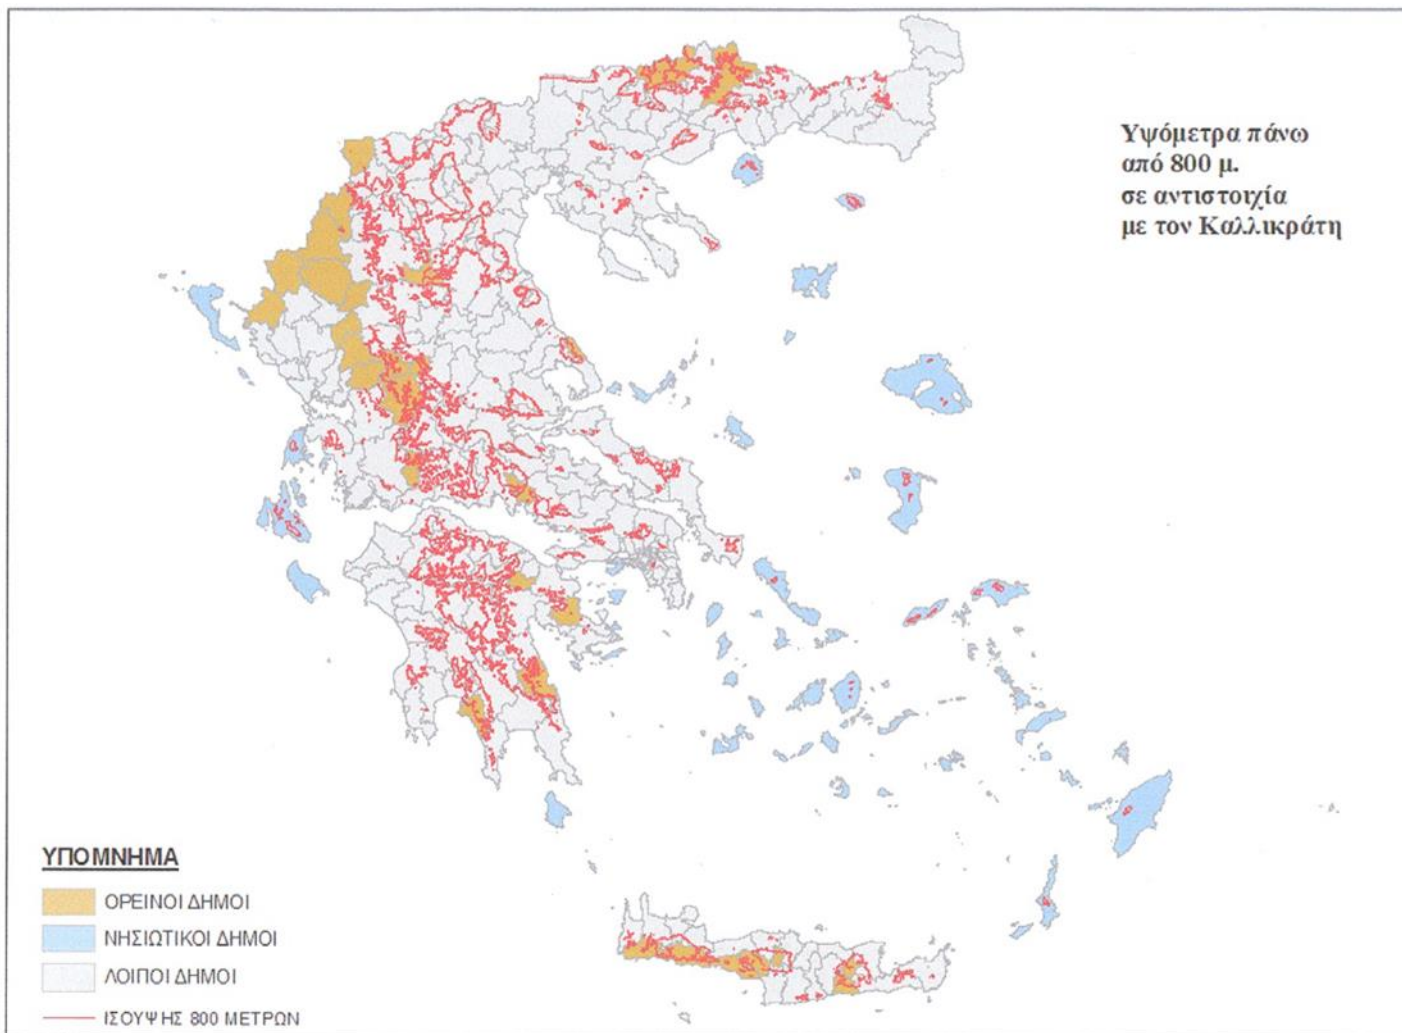 Υψόμετρα πάνω
από 800 μ.
σε αντιστοιχία
με τον Καλλικράτη
ΥΠΟΜΝΗΜΑ
ΟΡΕΙΝΟΙ ΔΗΜΟΙ
ΝΗΣΙΩΤΙΚΟΙ ΔΗΜΟΙ
ΛΟΙΠΟΙ ΔΗΜΟΙ
ΙΣΟΥΨΗΣ 800 ΜΕΤΡΩΝ